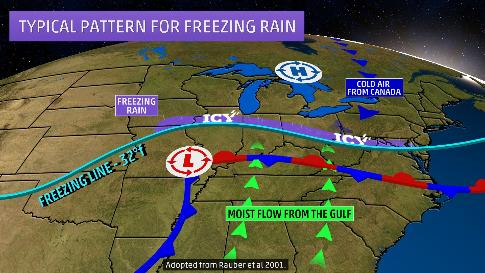 TYPICAL PATTERN FOR FREEZING RAIN
H
COLD AIR
FROM CANADA
FREEZING
RAIN
ICY
ICY
L
FREEZING LINE - 32°F
MOIST FLOW FROM THE GULF
Adopted from Rauber et al 2001.